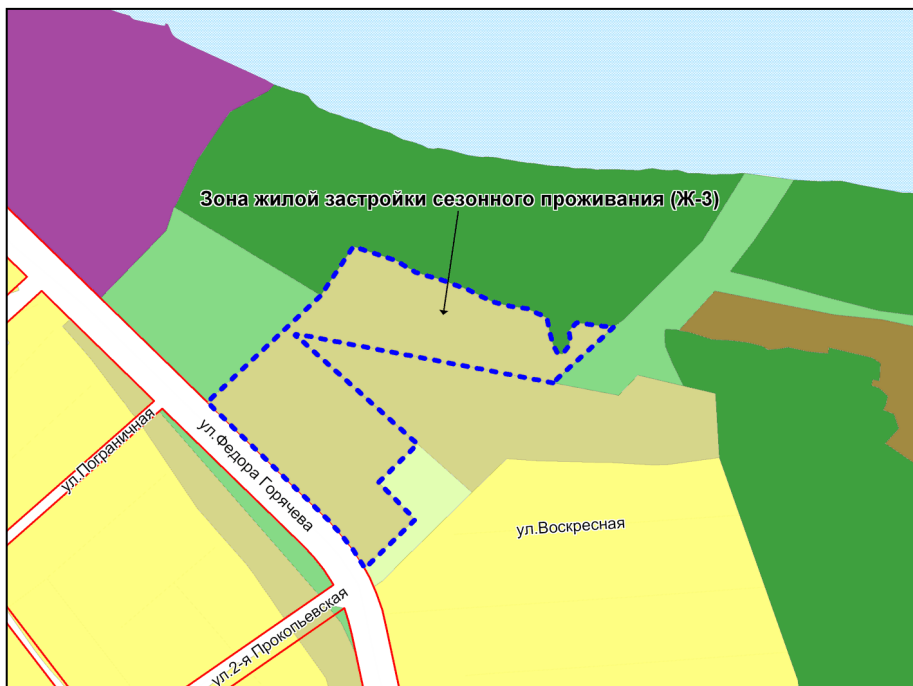 Зона жилой застройки сезонного проживания (Ж-3)
ул.Пограничная
ул.Федора Горячева
ул.Воскресная
ул.2-я Прокопьевская